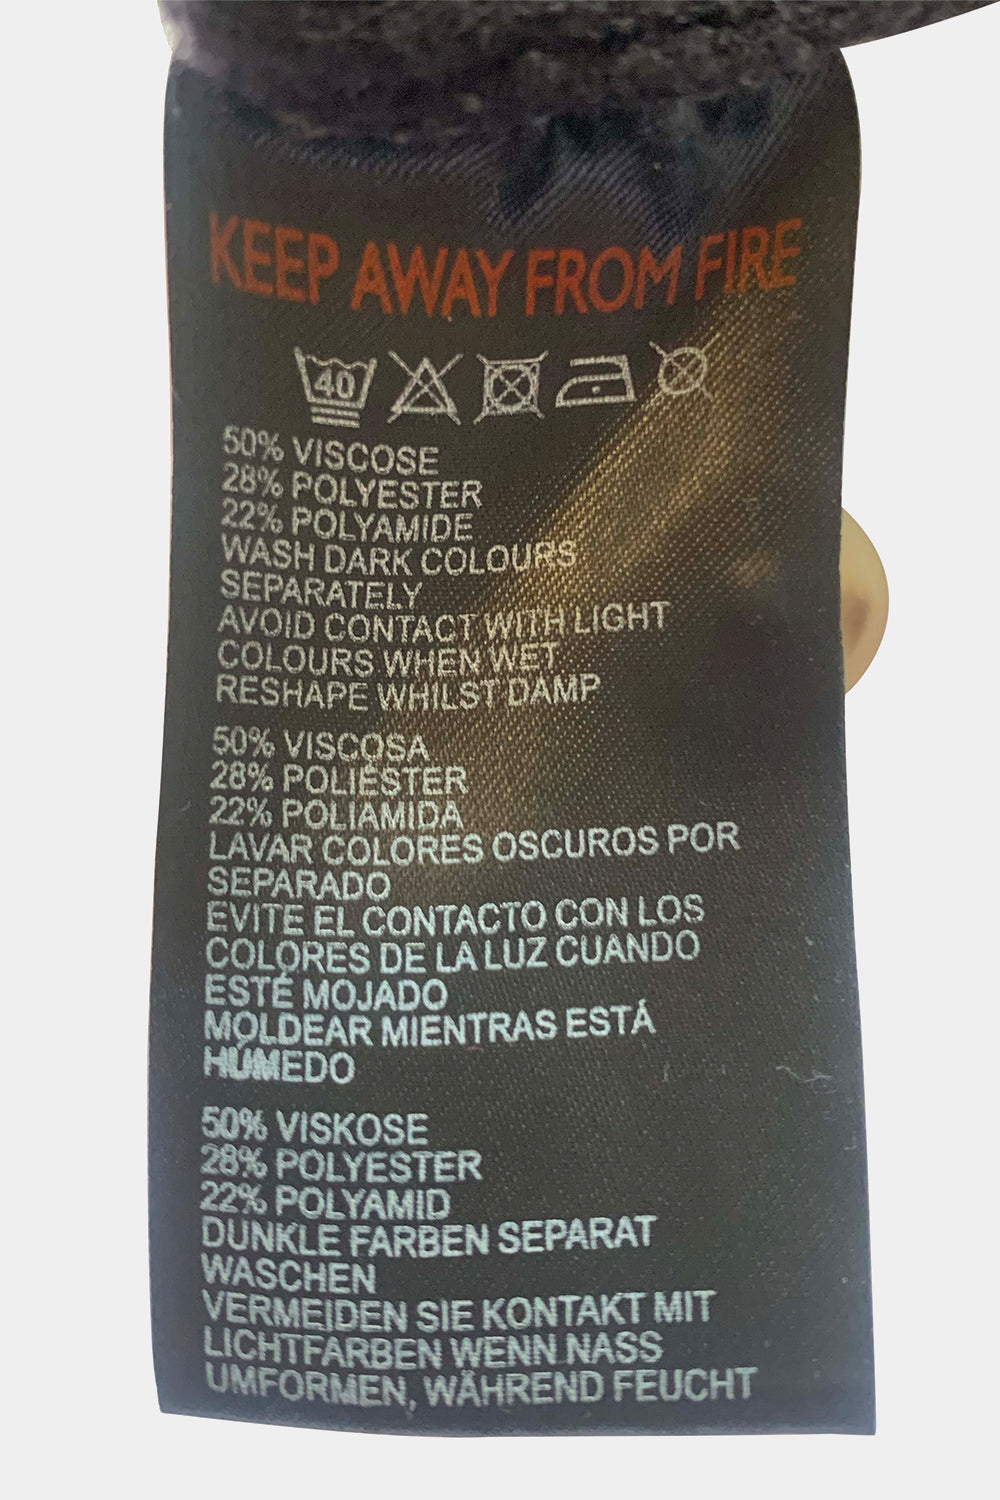 KEEP AWAY FROM FIRE
40
50% VISCOSE
28% POLYESTER
22% POLYAMIDE
WASH DARK COLOURS
SEPARATELY
AVOID CONTACT WITH LIGHT
COLOURS WHEN WET
RESHAPE WHILST DAMP
50% VISCOSA
28% POLIÉSTER
22% POLIAMIDA
LAVAR COLORES OSCUROS POR
SEPARADO
EVITE EL CONTACTO CON LOS
COLORES DE LA LUZ CUANDO
ESTÉ MOJADO
MOLDEAR MIENTRAS ESTÁ
HÚMEDO
50% VISKOSE
28% POLYESTER
22% POLYAMID
DUNKLE FARBEN SEPARAT
WASCHEN
VERMEIDEN SIE KONTAKT MIT
LICHTFARBEN WENN NASS
UMFORMEN, WÄHREND FEUCHT